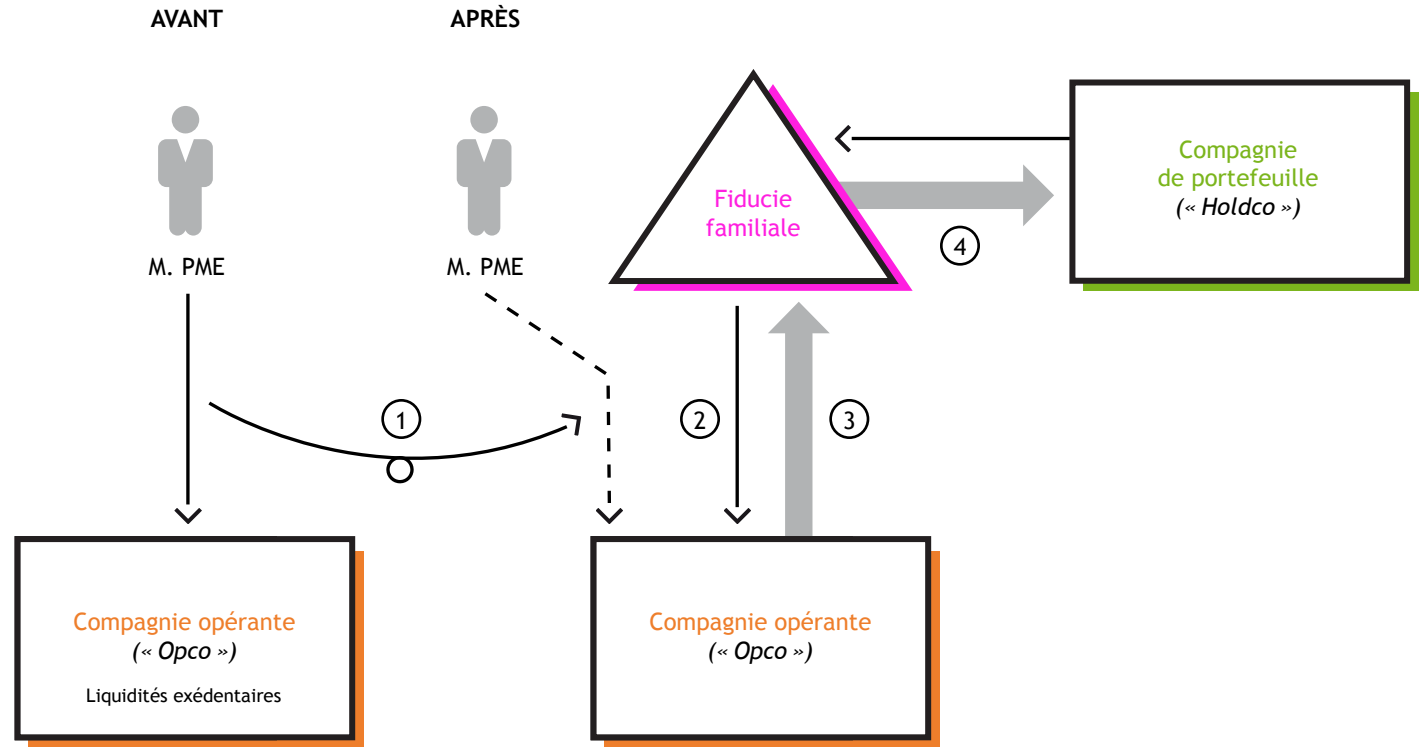 AVANT
APRÈS
M. PME
M. PME
Fiducie
familiale
Compagnie
de portefeuille
(« Holdco »)
4
1
2
3
Compagnie opérante
(« Opco »)
Liquidités exédentaires
Compagnie opérante
(« Opco »)